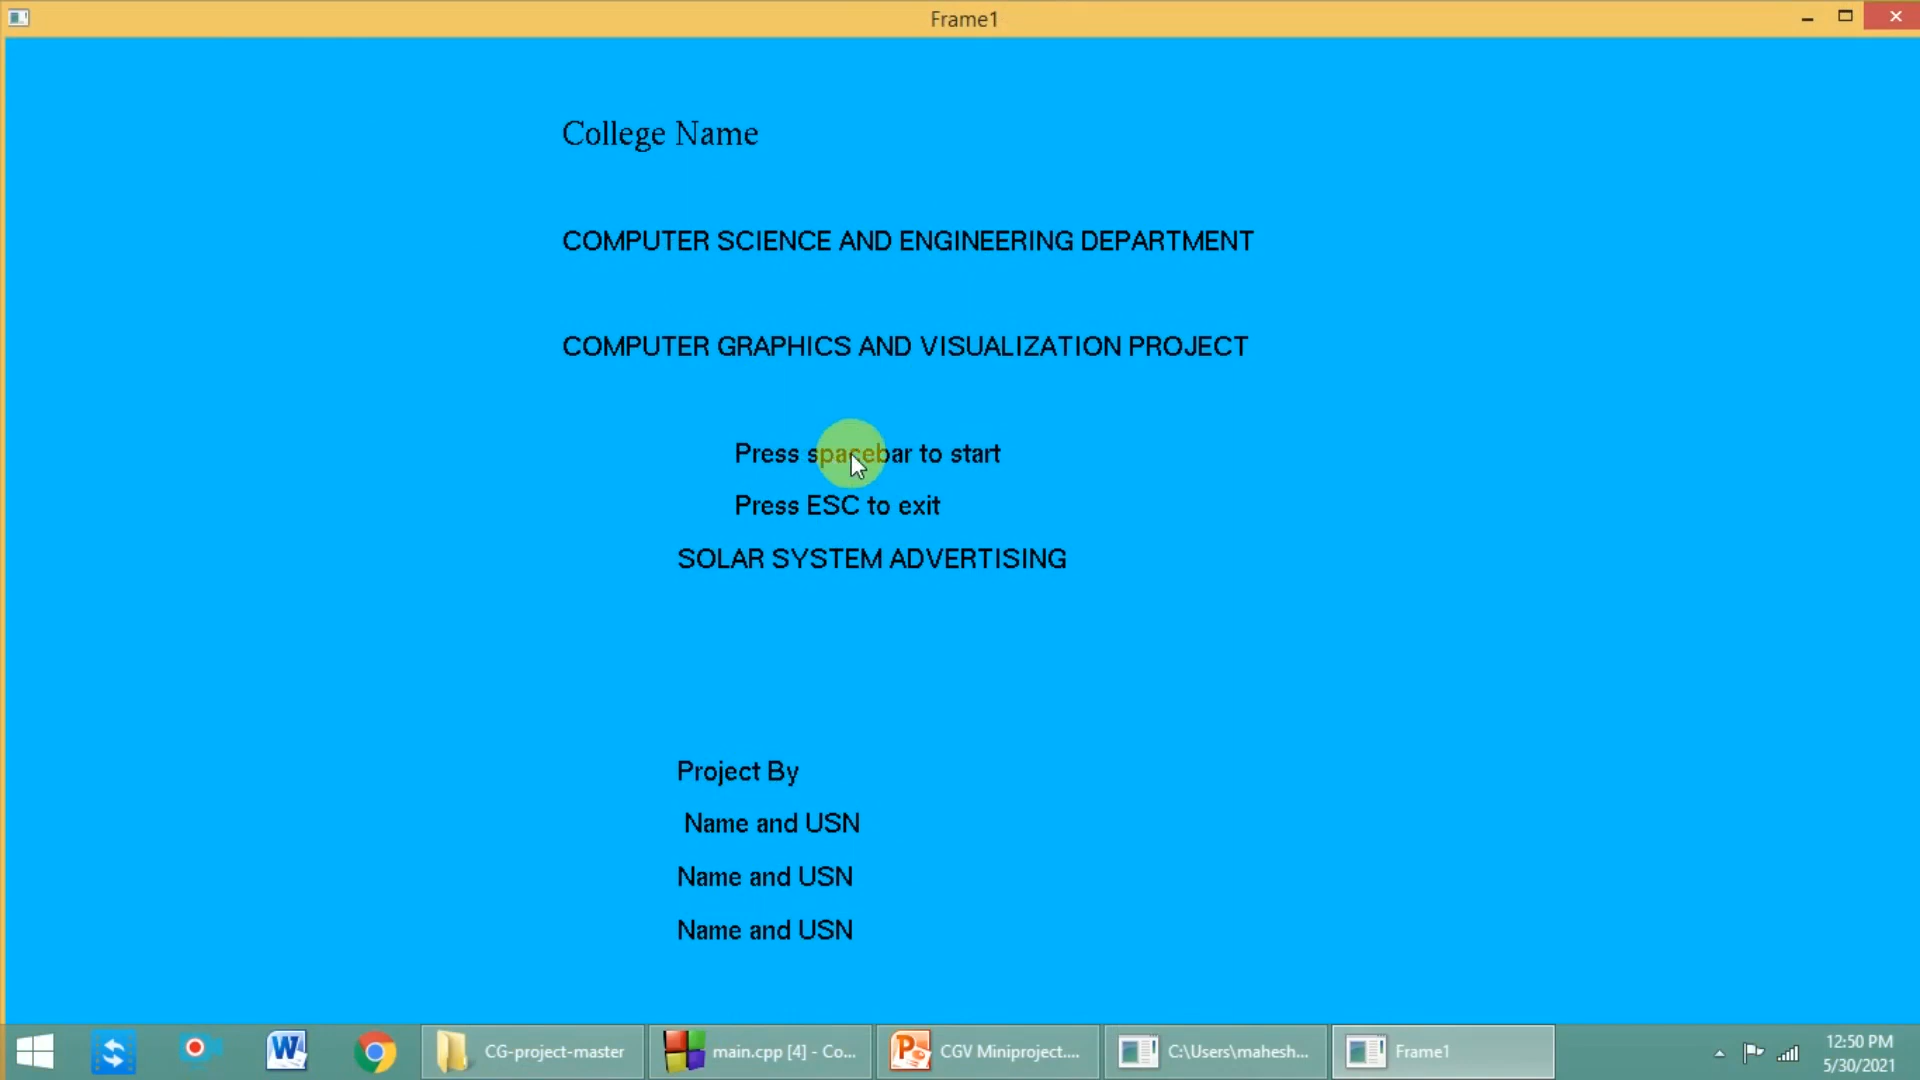 Frame1
College Name
COMPUTER SCIENCE AND ENGINEERING DEPARTMENT
COMPUTER GRAPHICS AND VISUALIZATION PROJECT
Press spacebar to start
Press ESC to exit
SOLAR SYSTEM ADVERTISING
Project By
Name and USN
Name and USN
Name and USN
CG-project-master
main.cpp [4] - Co...
CGV Miniproject....
C:\Users\mahesh...
Frame1
12:50 PM
5/30/2021